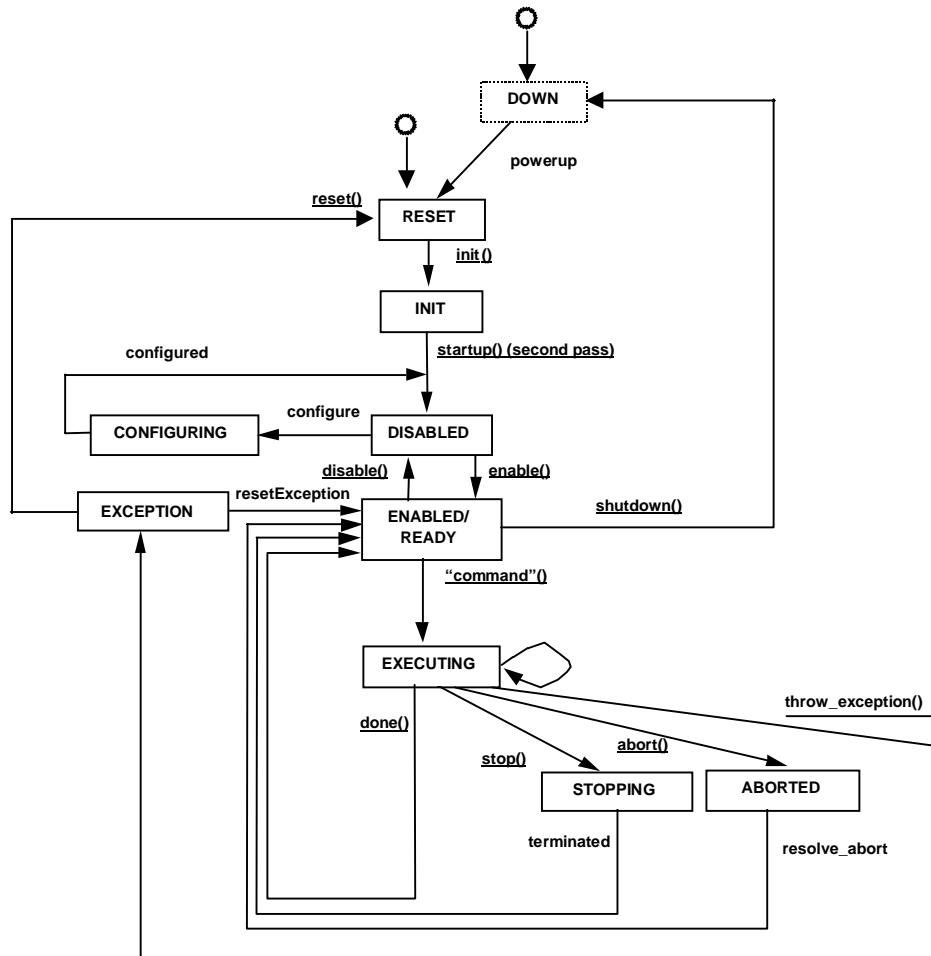 DOWN
powerup
reset()
RESET
init()
INIT
startup() (second pass)
configured
configure
CONFIGURING
DISABLED
disable()
enable()
resetException
EXCEPTION
ENABLED/
READY
shutdown()
“command”()
EXECUTING
throw_exception()
done()
abort()
stop()
STOPPING
ABORTED
terminated
resolve_abort